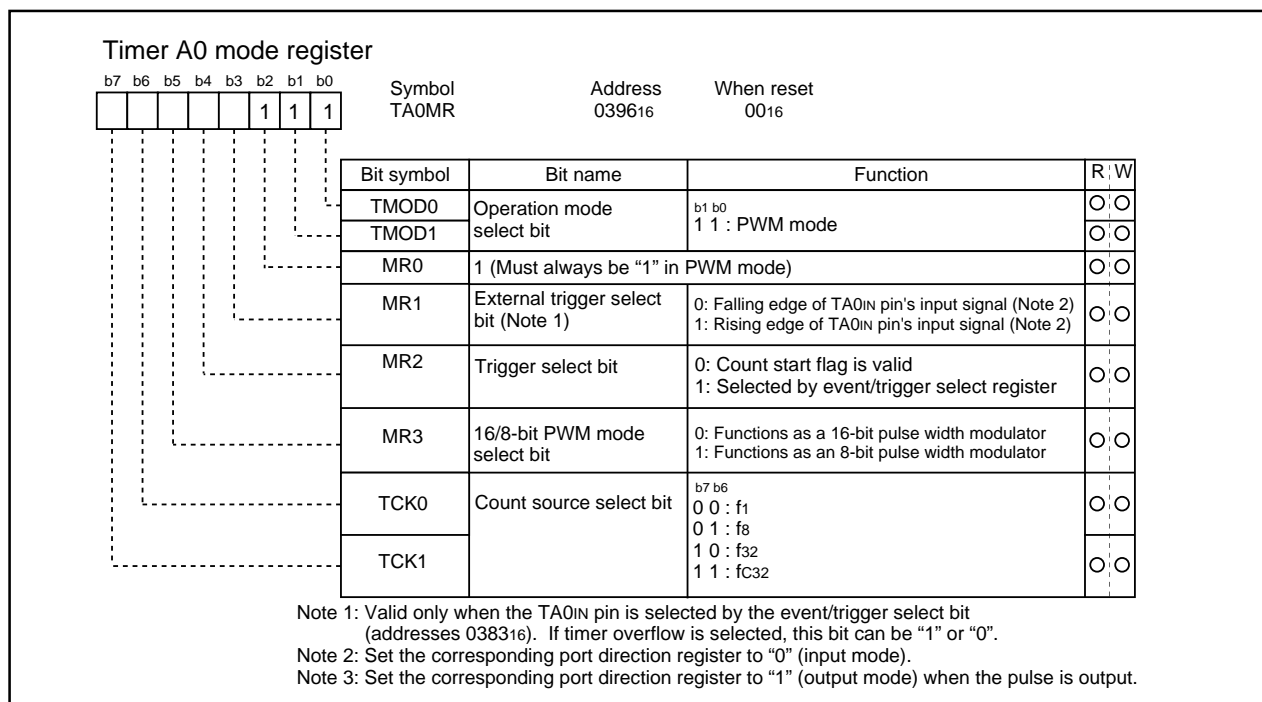 Timer A0 mode register
b7 b6 b5 b4 b3 b2 b1 b0
Symbol Address When reset
TA0MR 039616 0016
1 1 1
Bit symbol Bit name Function R W
TMOD0 Operation mode select bit b1 b0
1 1 : PWM mode
TMOD1
MR0 1 (Must always be “1” in PWM mode)
MR1 External trigger select bit (Note 1) 0: Falling edge of TA0IN pin's input signal (Note 2)
1: Rising edge of TA0IN pin's input signal (Note 2)
MR2 Trigger select bit 0: Count start flag is valid
1: Selected by event/trigger select register
MR3 16/8-bit PWM mode select bit 0: Functions as a 16-bit pulse width modulator
1: Functions as an 8-bit pulse width modulator
TCK0 Count source select bit b7 b6
0 0 : f1
0 1 : f8
1 0 : f32
TCK1 1 1 : fC32
Note 1: Valid only when the TA0IN pin is selected by the event/trigger select bit
(addresses 038316). If timer overflow is selected, this bit can be “1” or “0”.
Note 2: Set the corresponding port direction register to “0” (input mode).
Note 3: Set the corresponding port direction register to “1” (output mode) when the pulse is output.